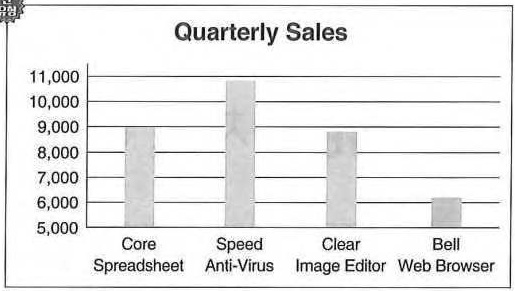 Quarterly Sales
11,000
10,000
9,000
8,000
7,000
6,000
5,000
Core Spreadsheet
Speed Anti-Virus
Clear Image Editor
Bell Web Browser